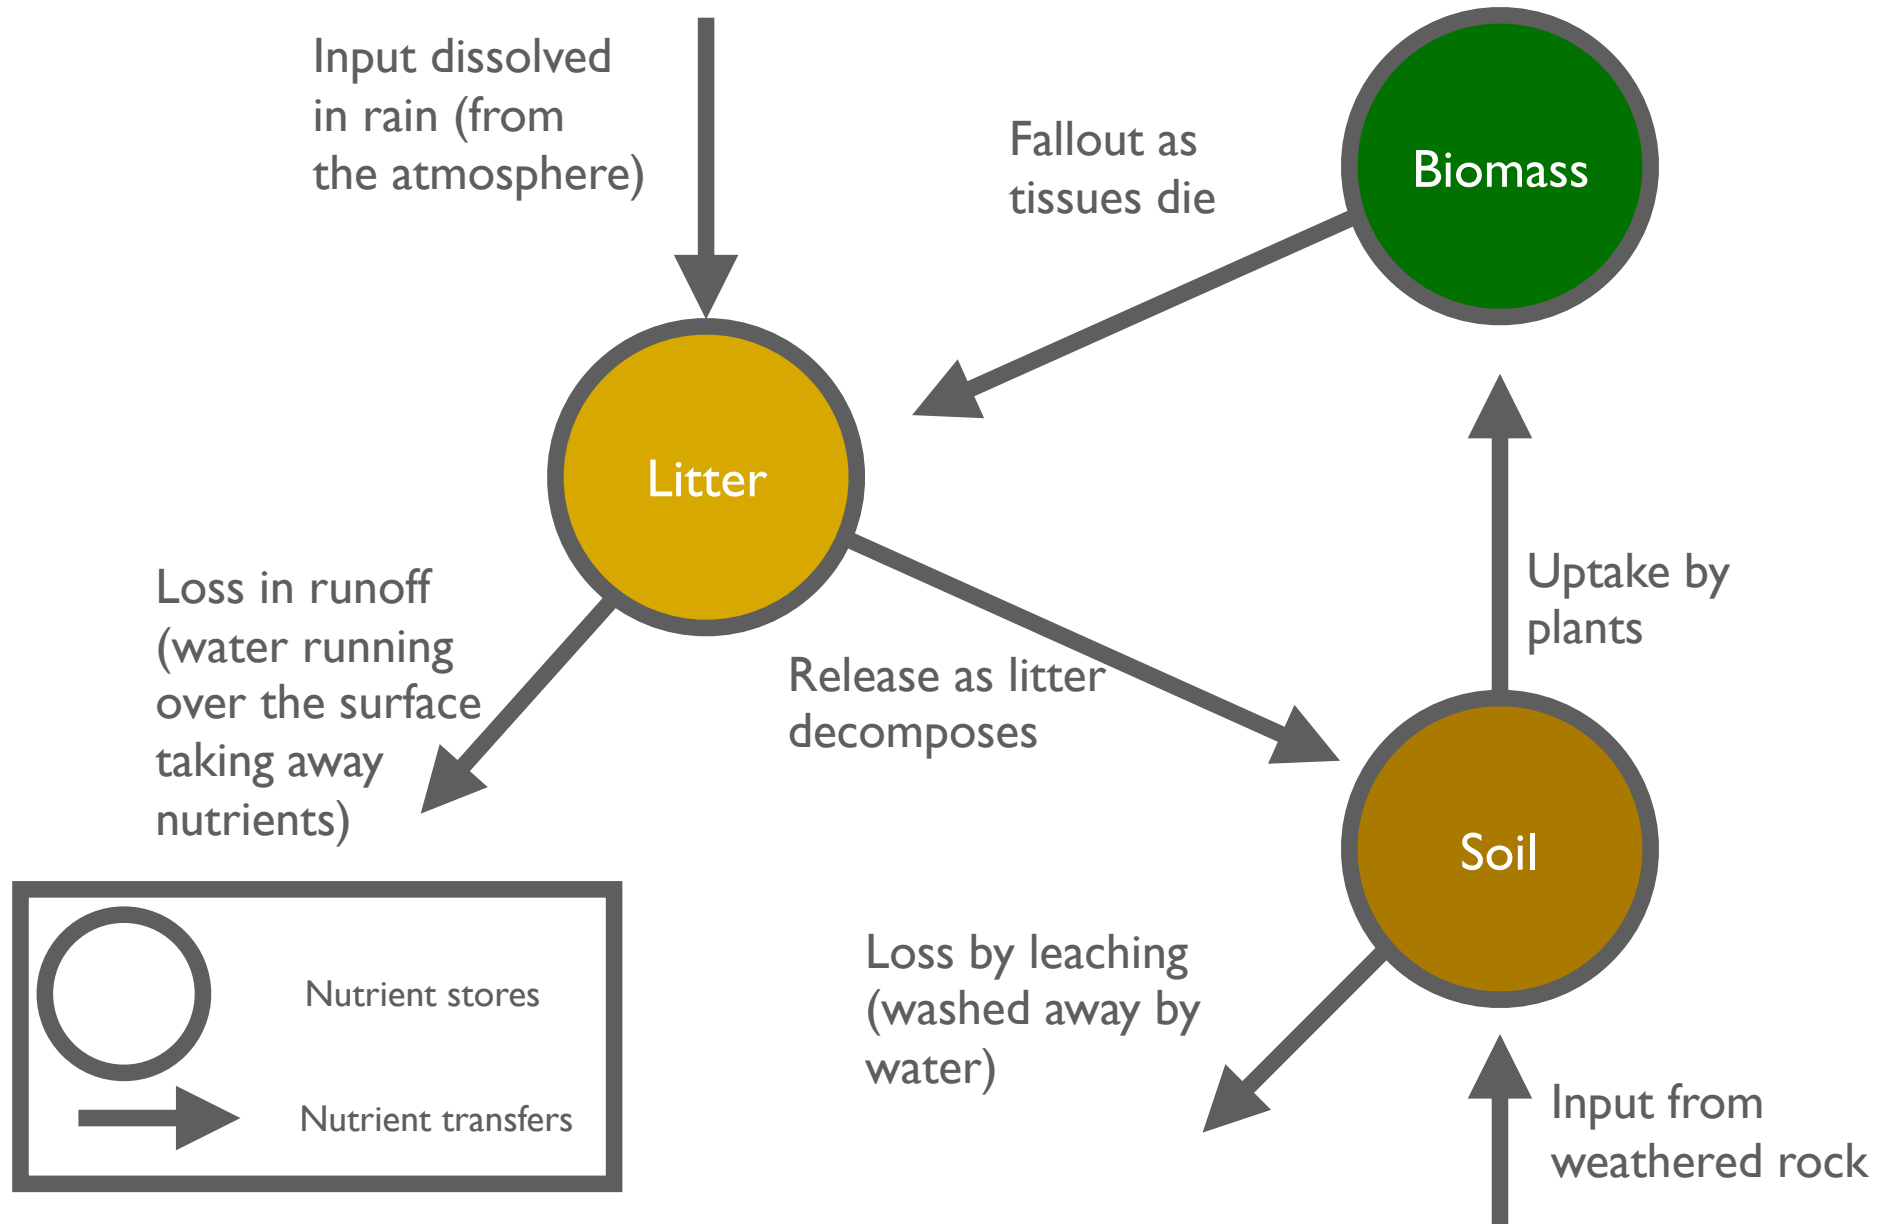 Input dissolved
in rain (from
the atmosphere)
Fallout as
tissues die
Biomass
Litter
Uptake by
plants
Loss in runoff
(water running
over the surface
taking away
nutrients)
Release as litter
decomposes
Soil
Loss by leaching
(washed away by
water)
Input from
weathered rock
Nutrient stores
Nutrient transfers